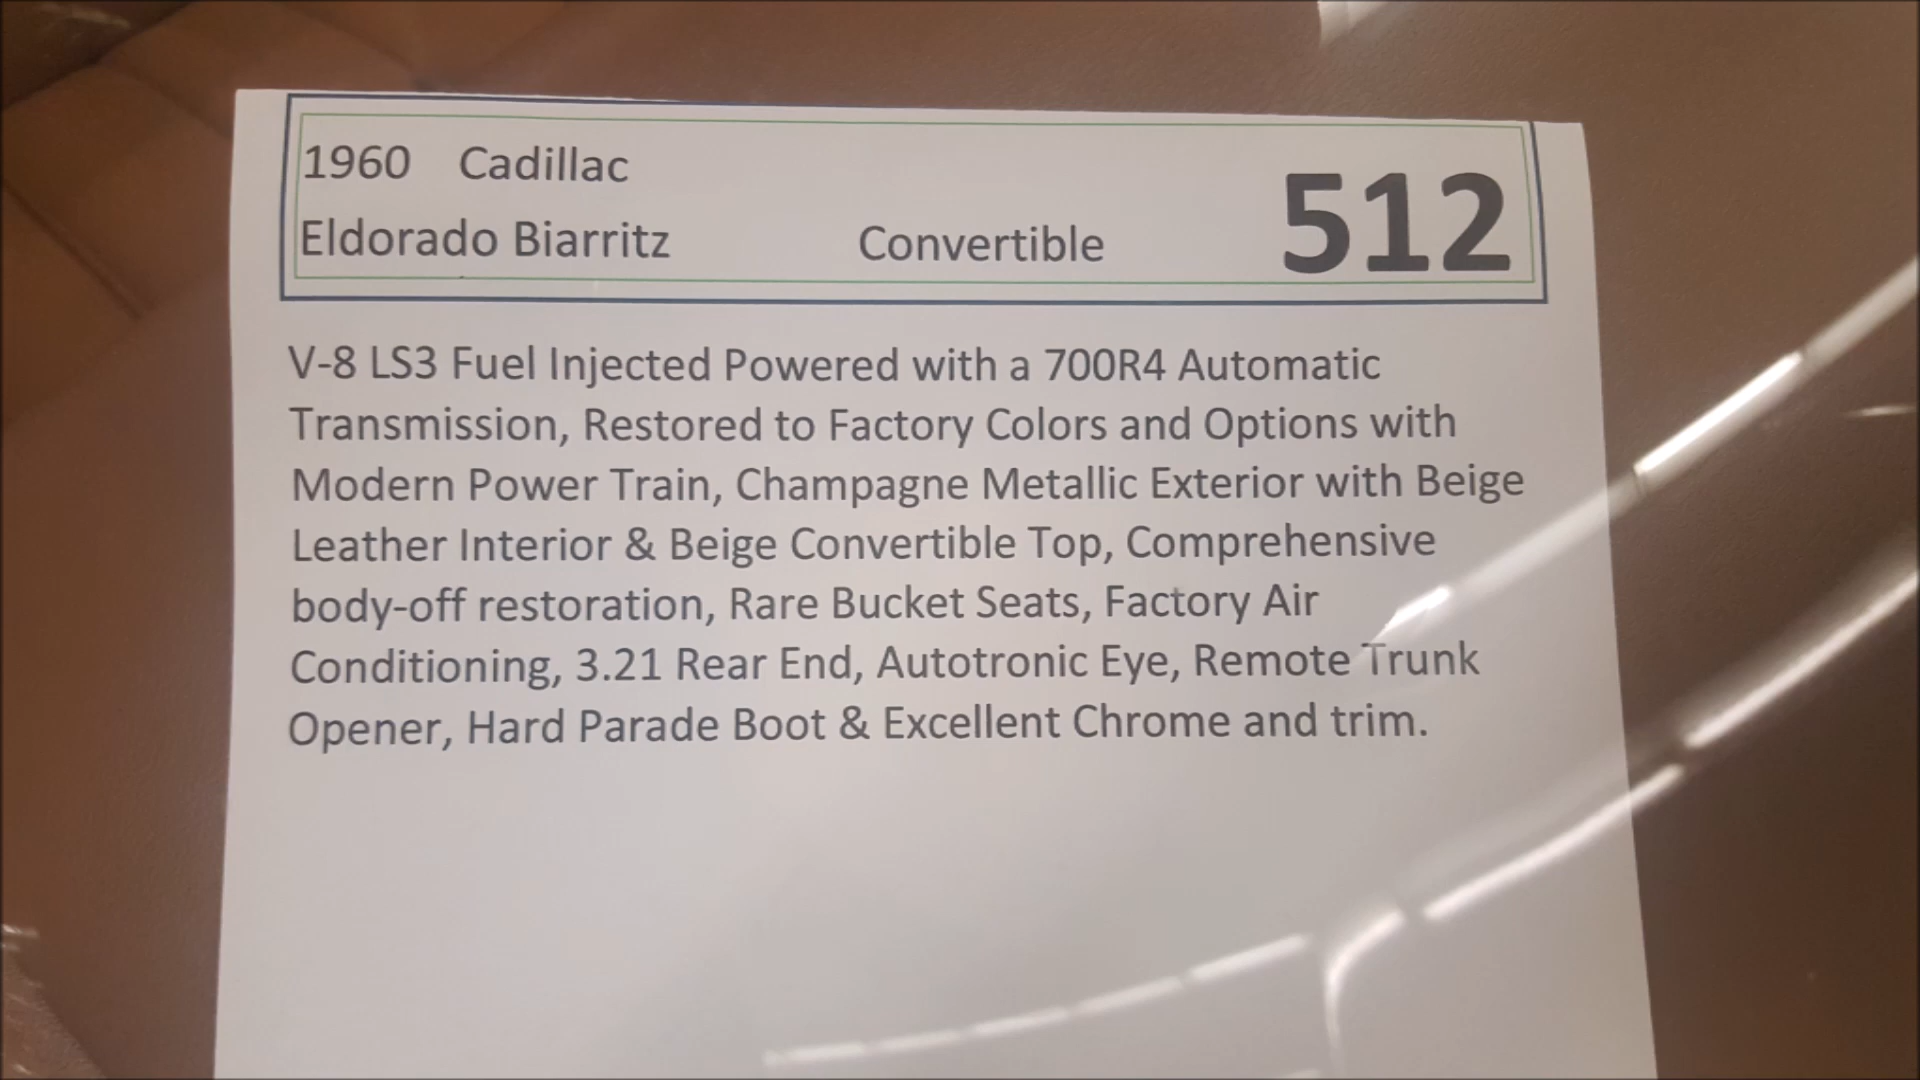 1960 Cadillac
Eldorado Biarritz Convertible 512
V-8 LS3 Fuel Injected Powered with a 700R4 Automatic
Transmission, Restored to Factory Colors and Options with
Modern Power Train, Champagne Metallic Exterior with Beige
Leather Interior & Beige Convertible Top, Comprehensive
body-off restoration, Rare Bucket Seats, Factory Air
Conditioning, 3.21 Rear End, Autotronic Eye, Remote Trunk
Opener, Hard Parade Boot & Excellent Chrome and trim.